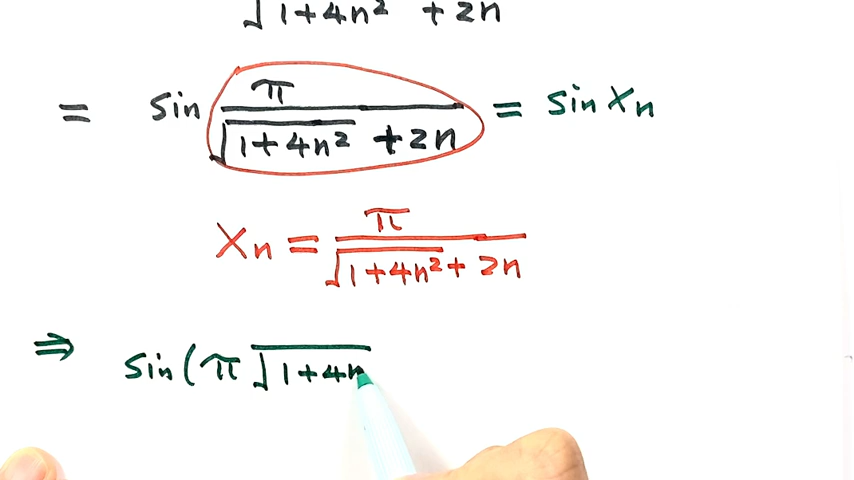 √1+4n² + 2n
= sin π/(√1+4n² + 2n) = sin Xn
Xn = π/(√1+4n² + 2n)
⇒ sin(π √1+4n